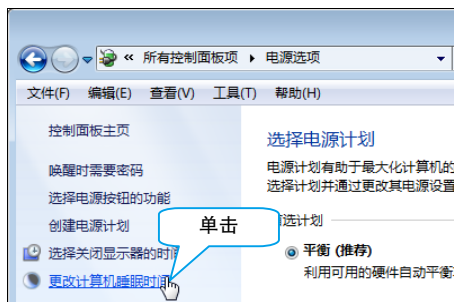 « 所有控制面板项 ▸ 电源选项
文件(F) 编辑(E) 查看(V) 工具(T) 帮助(H)
控制面板主页
唤醒时需要密码
选择电源按钮的功能
创建电源计划
选择关闭显示器的时
更改计算机睡眠时间
单击
选择电源计划
电源计划有助于最大化计算机的
选择计划并通过更改其电源设置
选计划
平衡 (推荐)
利用可用的硬件自动平衡